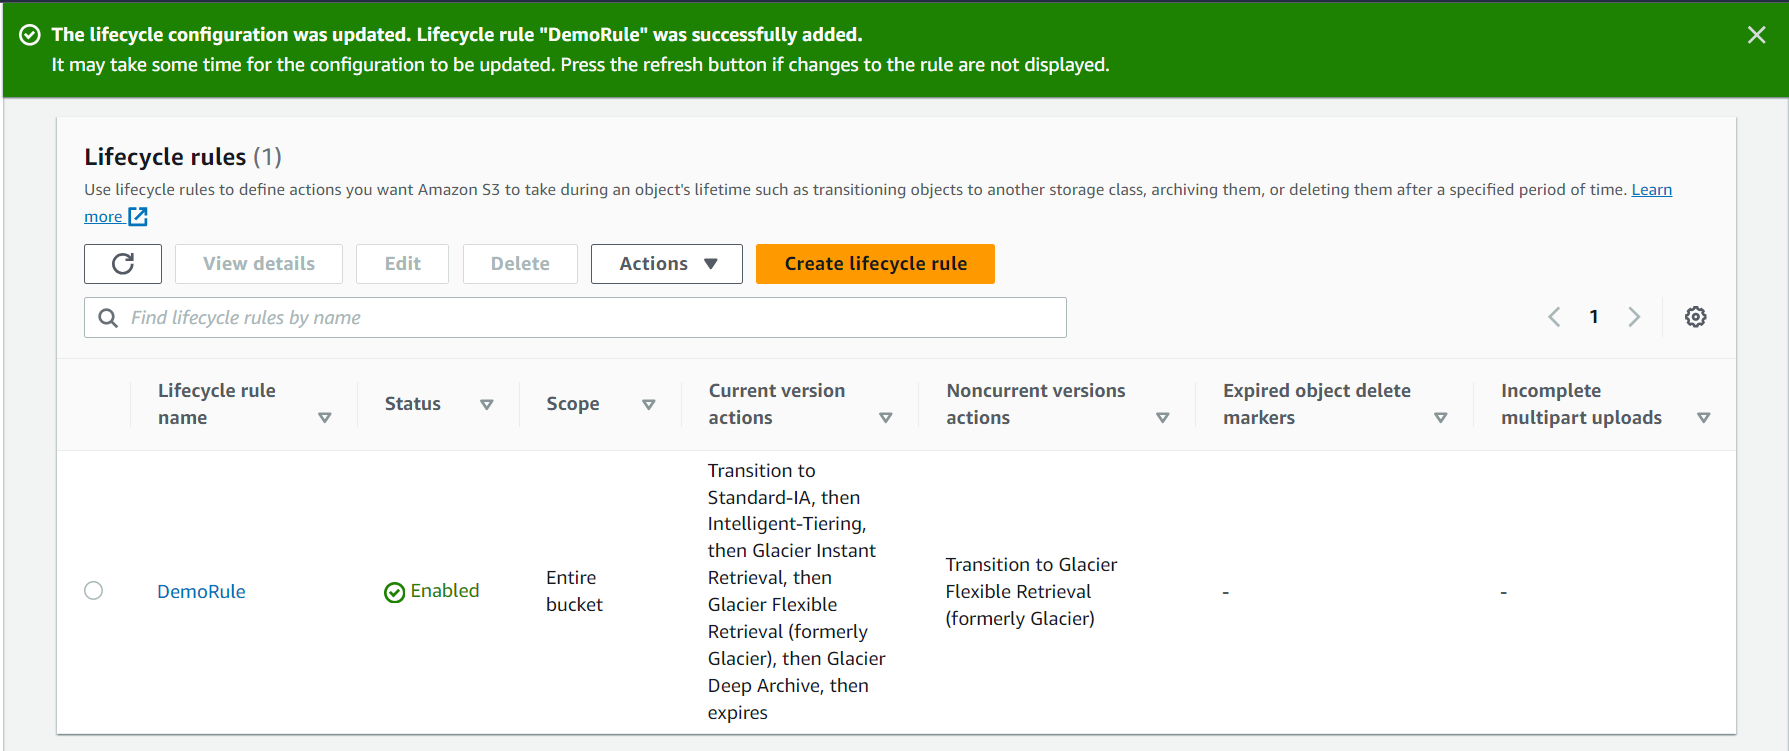 The lifecycle configuration was updated. Lifecycle rule "DemoRule" was successfully added.
It may take some time for the configuration to be updated. Press the refresh button if changes to the rule are not displayed.
Lifecycle rules (1)
Use lifecycle rules to define actions you want Amazon S3 to take during an object's lifetime such as transitioning objects to another storage class, archiving them, or deleting them after a specified period of time. Learn
more
View details
Edit
Delete
Actions
Create lifecycle rule
Find lifecycle rules by name
1
Lifecycle rule
name
Status
Scope
Current version
actions
Noncurrent versions
actions
Expired object delete
markers
Incomplete
multipart uploads
DemoRule
Enabled
Entire
bucket
Transition to
Standard-IA, then
Intelligent-Tiering,
then Glacier Instant
Retrieval, then
Glacier Flexible
Retrieval (formerly
Glacier), then Glacier
Deep Archive, then
expires
Transition to Glacier
Flexible Retrieval
(formerly Glacier)
-
-